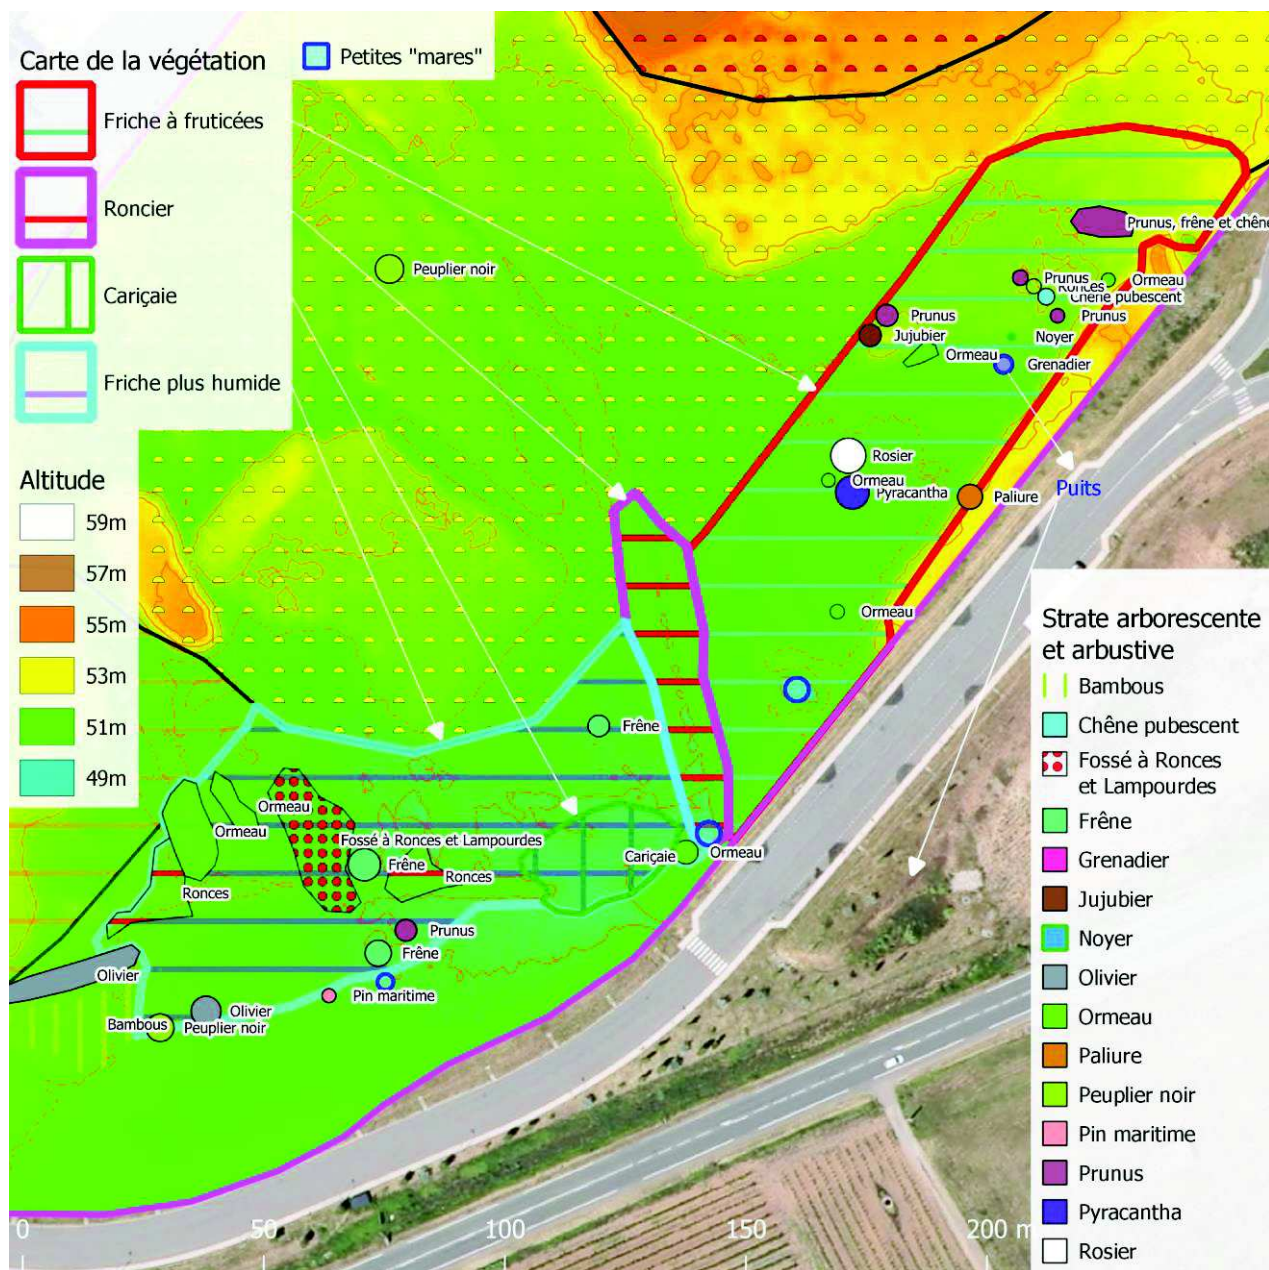 Carte de la végétation
Petites "mares"
Friche à fruticées
Roncier
Cariçaie
Friche plus humide
Altitude
59m
57m
55m
53m
51m
49m
Peuplier noir
Prunus, frêne et chêne
Prunus
Ormeau
Ronces
Chêne pubescent
Prunus
Prunus
Jujubier
Noyer
Ormeau
Grenadier
Rosier
Ormeau
Pyracantha
Paliure
Puits
Ormeau
Frêne
Ormeau
Ormeau
Fossé à Ronces et Lampourdes
Frêne
Ronces
Ronces
Cariçaie
Ormeau
Prunus
Frêne
Olivier
Pin maritime
Olivier
Bambous
Peuplier noir
Strate arborescente
et arbustive
Bambous
Chêne pubescent
Fossé à Ronces
et Lampourdes
Frêne
Grenadier
Jujubier
Noyer
Olivier
Ormeau
Paliure
Peuplier noir
Pin maritime
Prunus
Pyracantha
Rosier
0
50
100
150
200 m